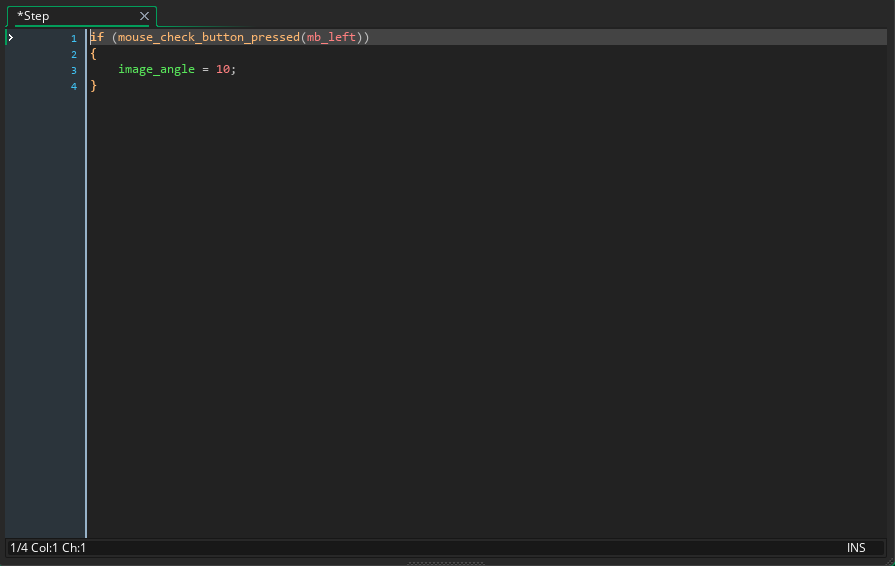 *Step
1 if (mouse_check_button_pressed(mb_left))
2 {
3 image_angle = 10;
4 }
1/4 Col:1 Ch:1 INS